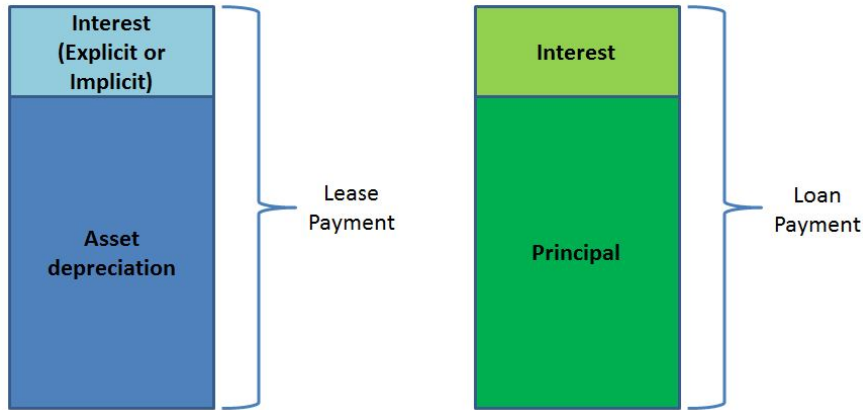 Interest
(Explicit or
Implicit)
Asset
depreciation
Lease
Payment
Interest
Principal
Loan
Payment